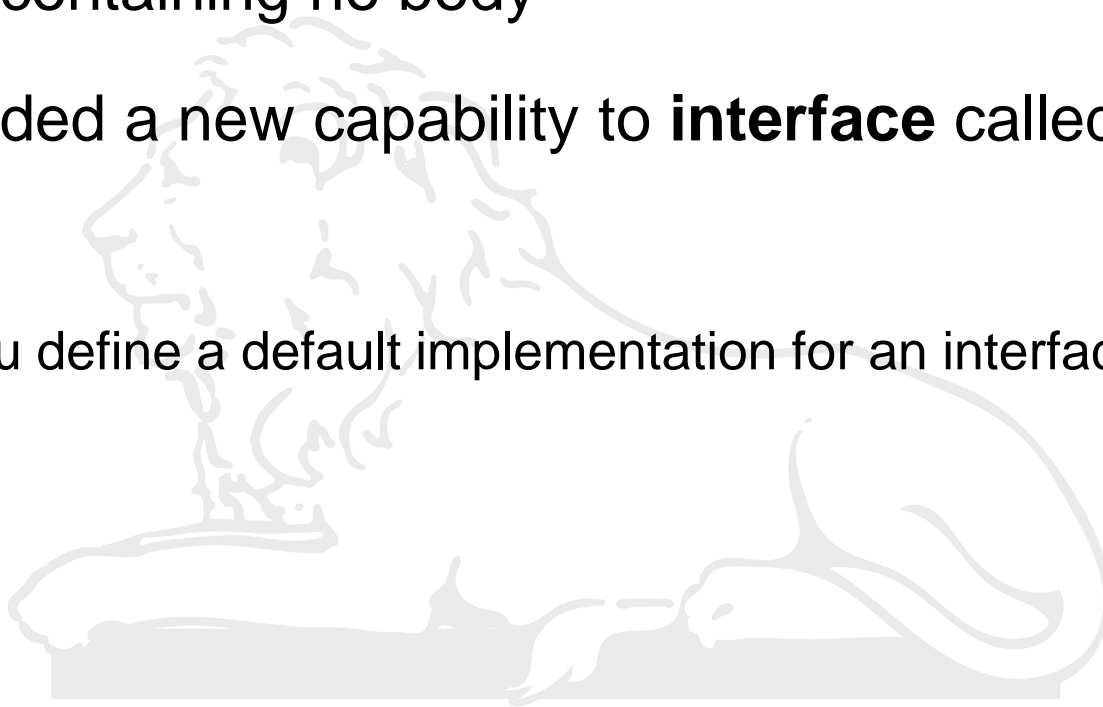 containing no body
ded a new capability to interface called
u define a default implementation for an interfac